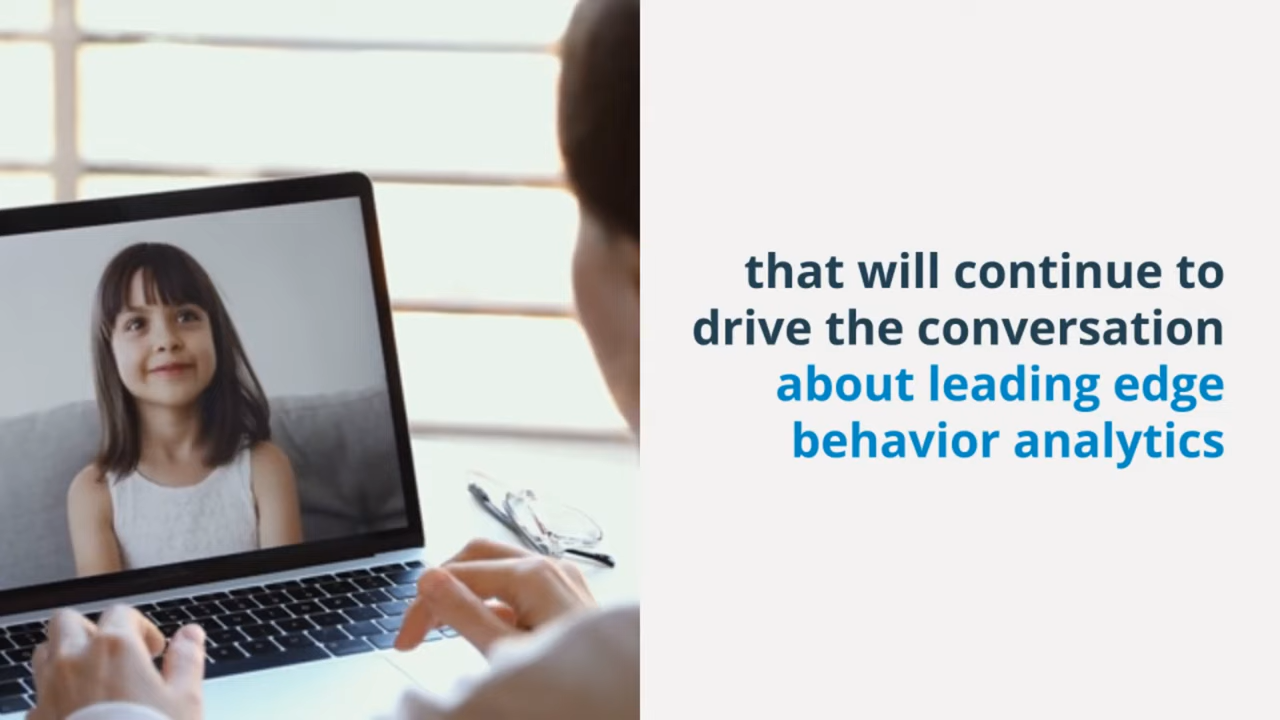 that will continue to
drive the conversation
about leading edge
behavior analytics